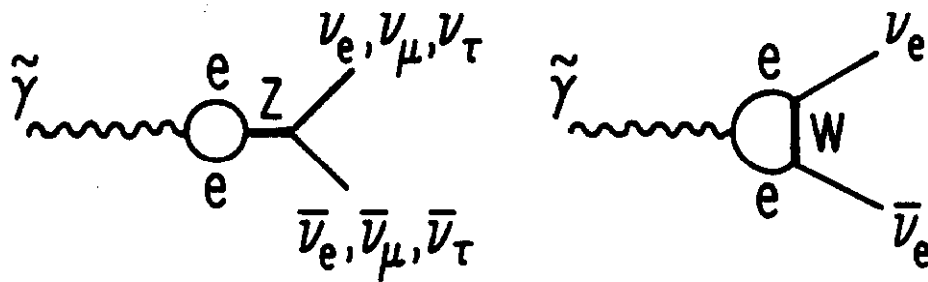 γ̃
e
e
Z
ν_e, ν_μ, ν_τ
ν̄_e, ν̄_μ, ν̄_τ
γ̃
e
e
W
ν_e
ν̄_e